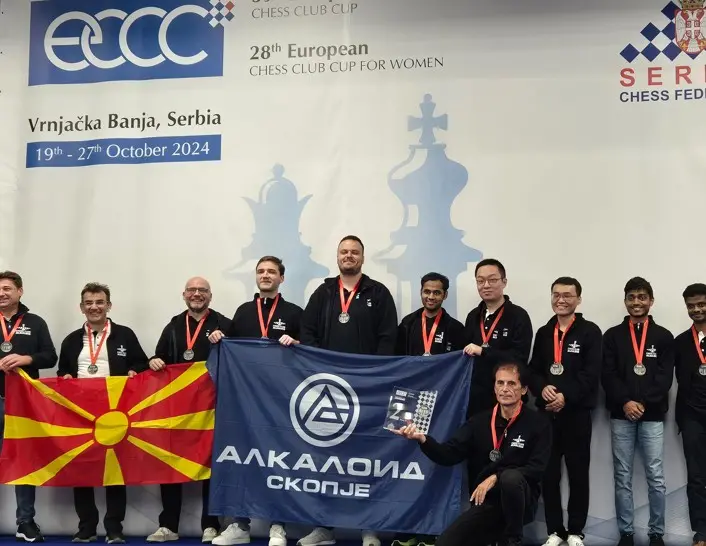 ECCC
CHESS CLUB CUP
28th European
CHESS CLUB CUP FOR WOMEN
Vrnjačka Banja, Serbia
19th - 27th October 2024
SER
CHESS FEDE
АЛКАЛОИД
СКОПЈЕ